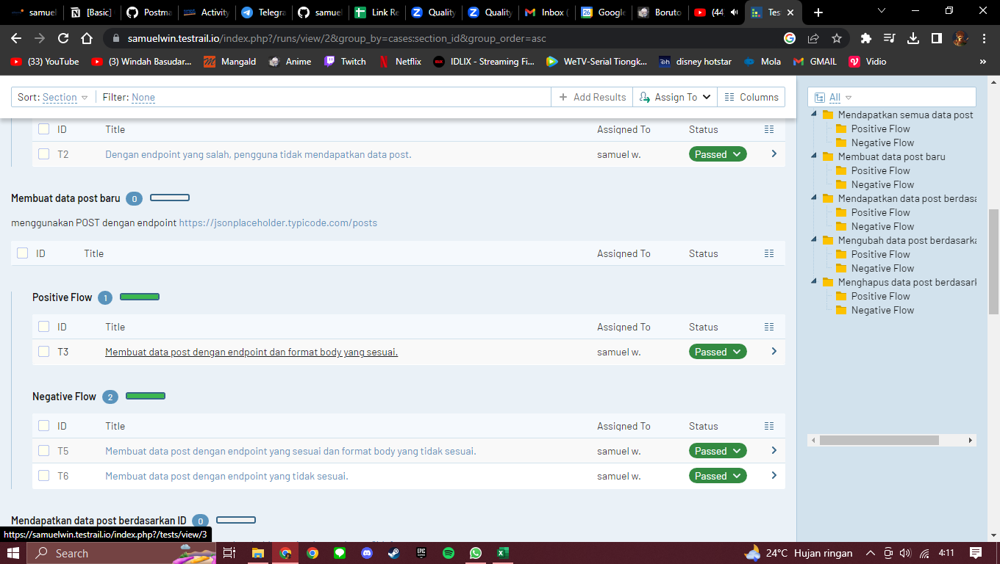 samuel
[Basic]
Postma
Activity
Telegra
samue
Link Re
Quality
Quality
Inbox (
Google
Boruto
(44
Tes
samuelwin.testrail.io/index.php?/runs/view/2&group_by=cases:section_id&group_order=asc
(33) YouTube
(3) Windah Basudar...
Mangald
Anime
Twitch
Netflix
IDLIX - Streaming Fi...
WeTV-Serial Tiongk...
disney hotstar
Mola
GMAIL
Vidio
»
Sort: Section
Filter: None
+ Add Results
Assign To
Columns
ID Title Assigned To Status
T2 Dengan endpoint yang salah, pengguna tidak mendapatkan data post. samuel w. Passed
Membuat data post baru 0
menggunakan POST dengan endpoint https://jsonplaceholder.typicode.com/posts
ID Title Assigned To Status
Positive Flow 1
ID Title Assigned To Status
T3 Membuat data post dengan endpoint dan format body yang sesuai. samuel w. Passed
Negative Flow 2
ID Title Assigned To Status
T5 Membuat data post dengan endpoint yang sesuai dan format body yang tidak sesuai. samuel w. Passed
T6 Membuat data post dengan endpoint yang tidak sesuai. samuel w. Passed
Mendapatkan data post berdasarkan ID 0
All
Mendapatkan semua data post
Positive Flow
Negative Flow
Membuat data post baru
Positive Flow
Negative Flow
Mendapatkan data post berdasa
Positive Flow
Negative Flow
Mengubah data post berdasarka
Positive Flow
Negative Flow
Menghapus data post berdasark
Positive Flow
Negative Flow
https://samuelwin.testrail.io/index.php?/tests/view/3
Search
24°C Hujan ringan
4:11